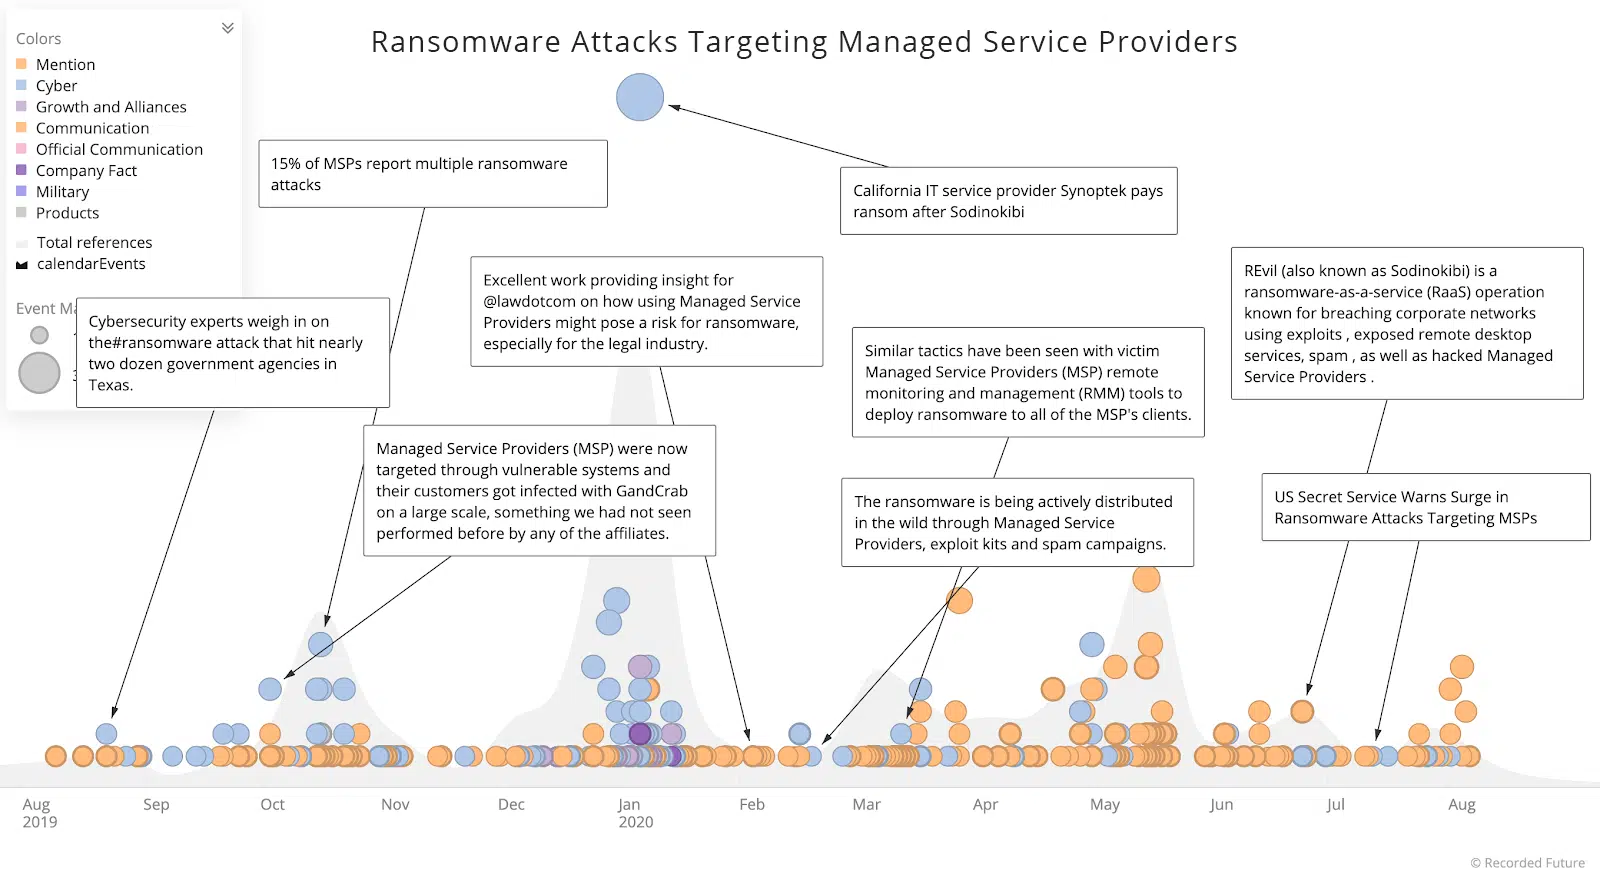 Ransomware Attacks Targeting Managed Service Providers
Colors
Mention
Cyber
Growth and Alliances
Communication
Official Communication
Company Fact
Military
Products
Total references
calendarEvents
Event
15% of MSPs report multiple ransomware
attacks
California IT service provider Synoptek pays
ransom after Sodinokibi
Cybersecurity experts weigh in on
the#ransomware attack that hit nearly
two dozen government agencies in
Texas.
Excellent work providing insight for
@lawdotcom on how using Managed Service
Providers might pose a risk for ransomware,
especially for the legal industry.
REvil (also known as Sodinokibi) is a
ransomware-as-a-service (RaaS) operation
known for breaching corporate networks
using exploits , exposed remote desktop
services, spam , as well as hacked Managed
Service Providers .
Similar tactics have been seen with victim
Managed Service Providers (MSP) remote
monitoring and management (RMM) tools to
deploy ransomware to all of the MSP's clients.
Managed Service Providers (MSP) were now
targeted through vulnerable systems and
their customers got infected with GandCrab
on a large scale, something we had not seen
performed before by any of the affiliates.
The ransomware is being actively distributed
in the wild through Managed Service
Providers, exploit kits and spam campaigns.
US Secret Service Warns Surge in
Ransomware Attacks Targeting MSPs
Aug Sep Oct Nov Dec Jan Feb Mar Apr May Jun Jul Aug
2019 2020
© Recorded Future